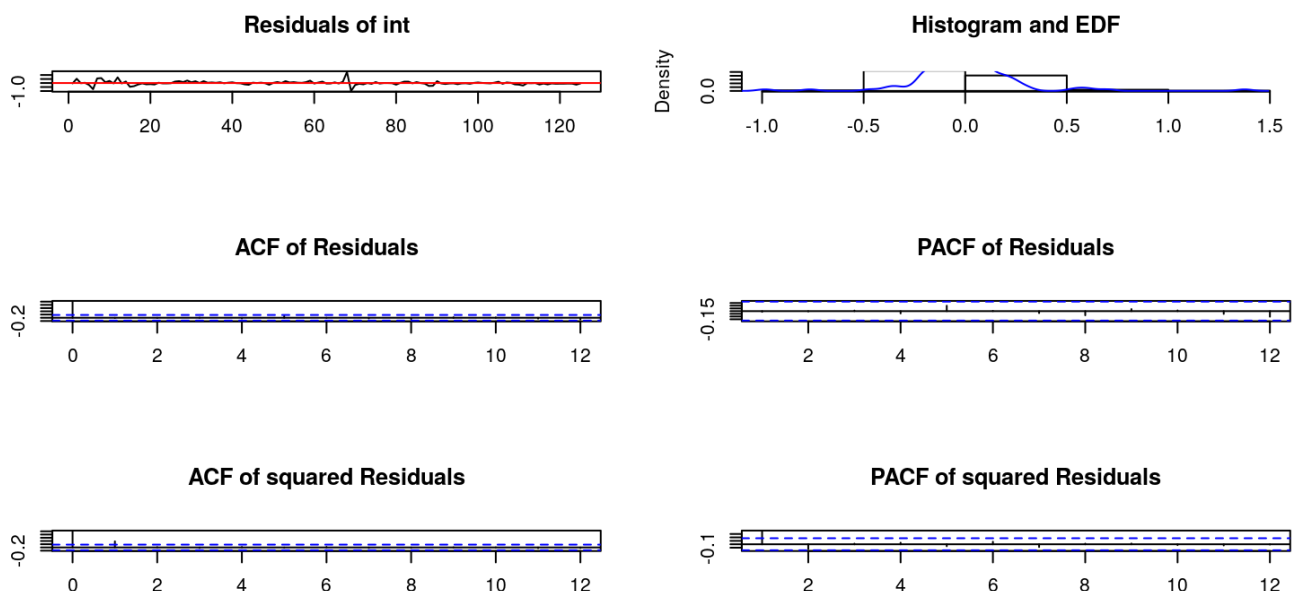 Residuals of int
-1.0
0 20 40 60 80 100 120
Histogram and EDF
Density
0.0
-1.0 -0.5 0.0 0.5 1.0 1.5
ACF of Residuals
-0.2
0 2 4 6 8 10 12
PACF of Residuals
-0.15
2 4 6 8 10 12
ACF of squared Residuals
-0.2
0 2 4 6 8 10 12
PACF of squared Residuals
-0.1
2 4 6 8 10 12